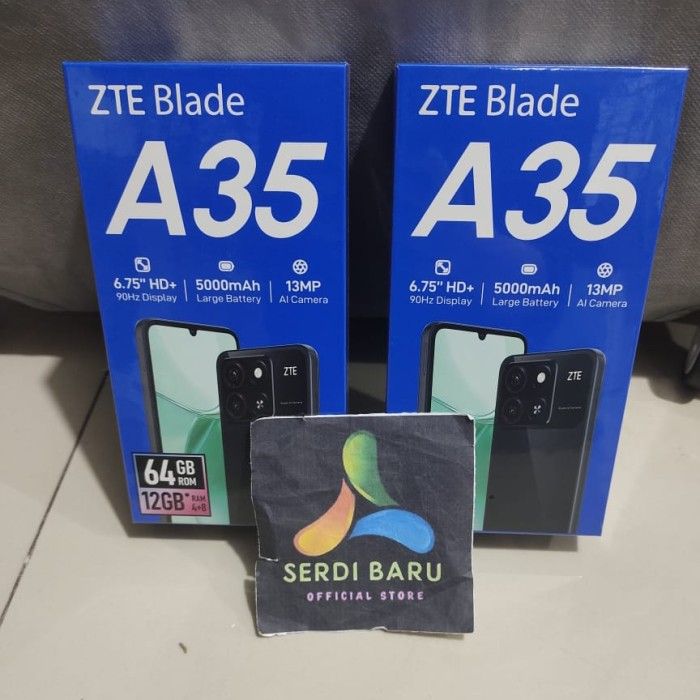 ZTE Blade
A35
6.75" HD+
90Hz Display
5000mAh
Large Battery
13MP
AI Camera
ZTE
64 GB
ROM
12GB* RAM
4+8
ZTE Blade
A35
6.75" HD+
90Hz Display
5000mAh
Large Battery
13MP
AI Camera
ZTE
SERDI BARU
OFFICIAL STORE